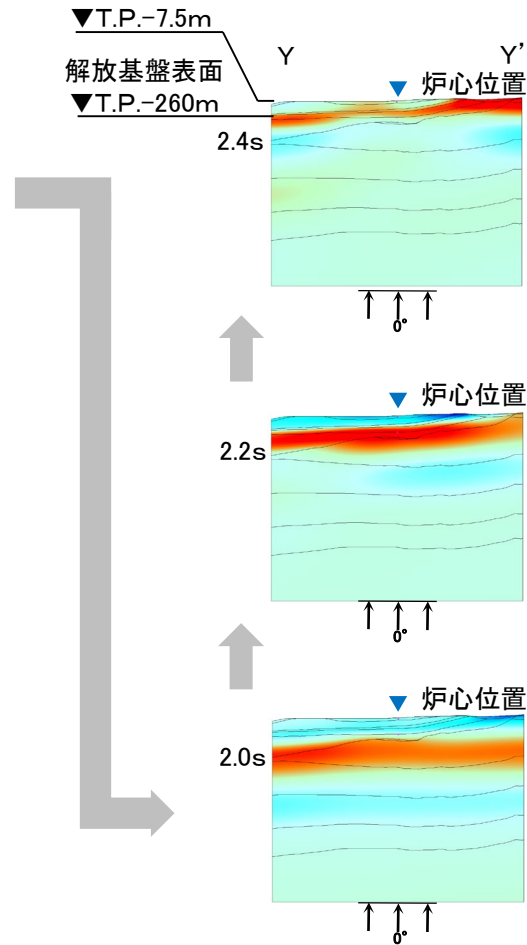 ▼T.P.-7.5m
Y Y'
解放基盤表面
▼ 炉心位置
▼T.P.-260m
2.4s
0°
▼ 炉心位置
2.2s
0°
▼ 炉心位置
2.0s
0°